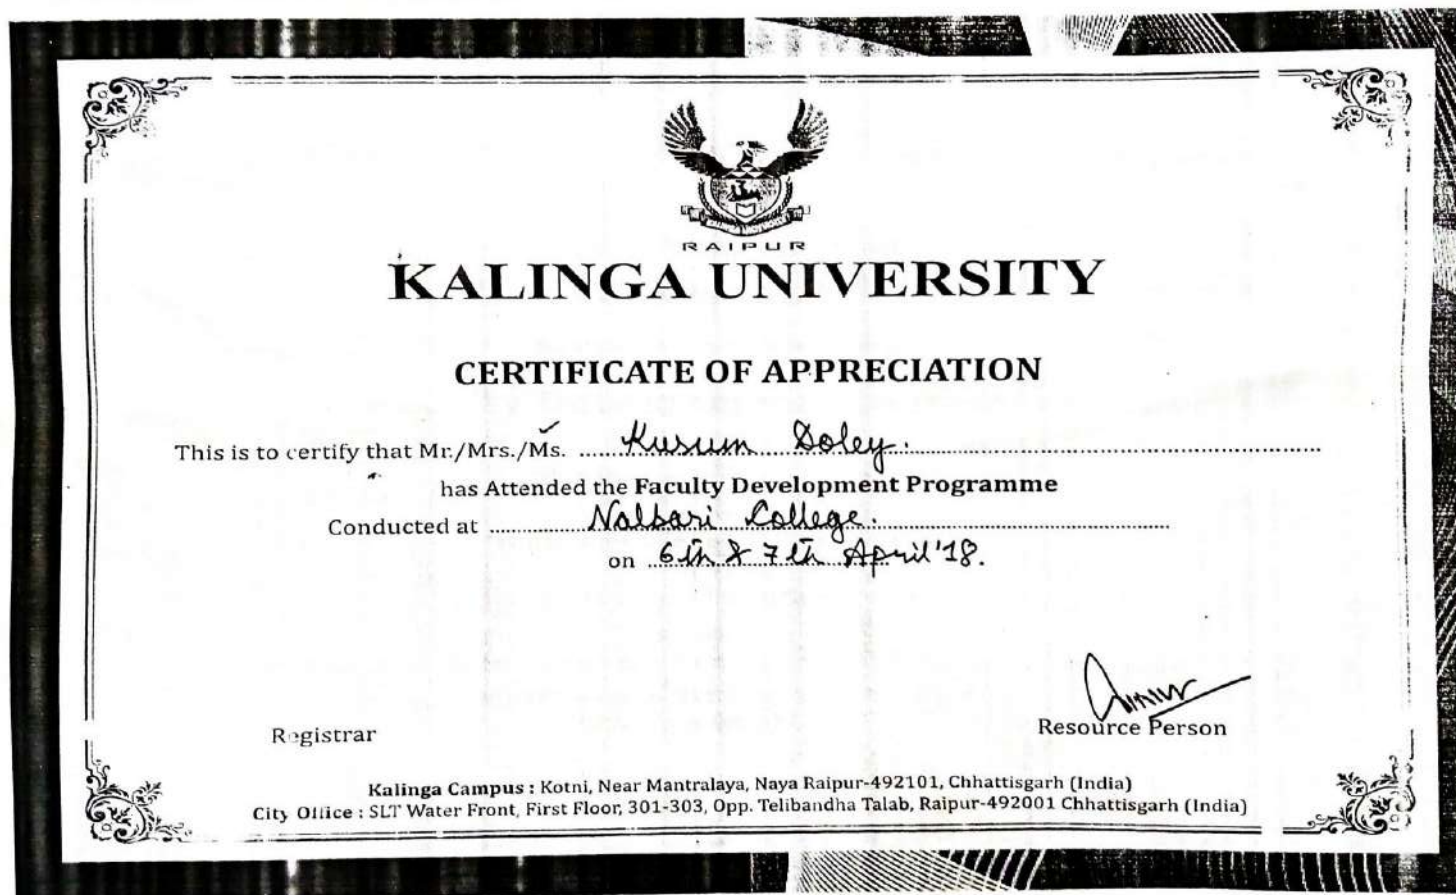 RAIPUR
KALINGA UNIVERSITY
CERTIFICATE OF APPRECIATION
This is to certify that Mr./Mrs./Ms. Kusum Doley.
has Attended the Faculty Development Programme
Conducted at Nalbari College.
on 6th & 7th April '18.
Registrar
Resource Person
Kalinga Campus : Kotni, Near Mantralaya, Naya Raipur-492101, Chhattisgarh (India)
City Office : SLT Water Front, First Floor, 301-303, Opp. Telibandha Talab, Raipur-492001 Chhattisgarh (India)